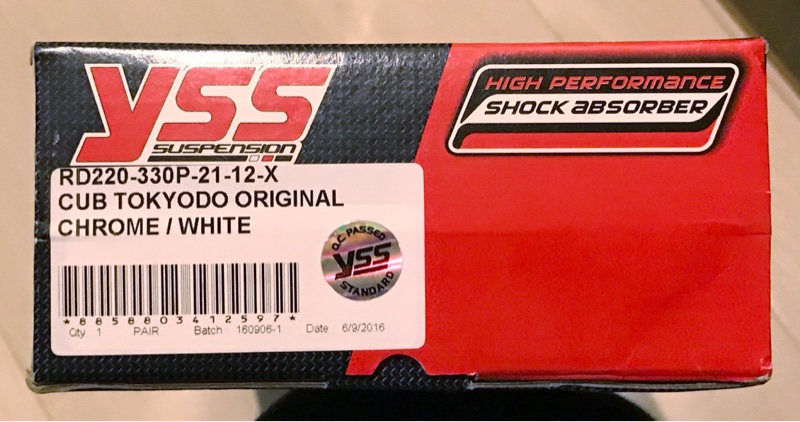 YSS
SUSPENSION
HIGH PERFORMANCE
SHOCK ABSORBER
RD220-330P-21-12-X
CUB TOKYODO ORIGINAL
CHROME / WHITE
Q.C PASSED
YSS
STANDARD
*8858803412597*
Qty 1 PAIR Batch 160906-1 Date 6/9/2016